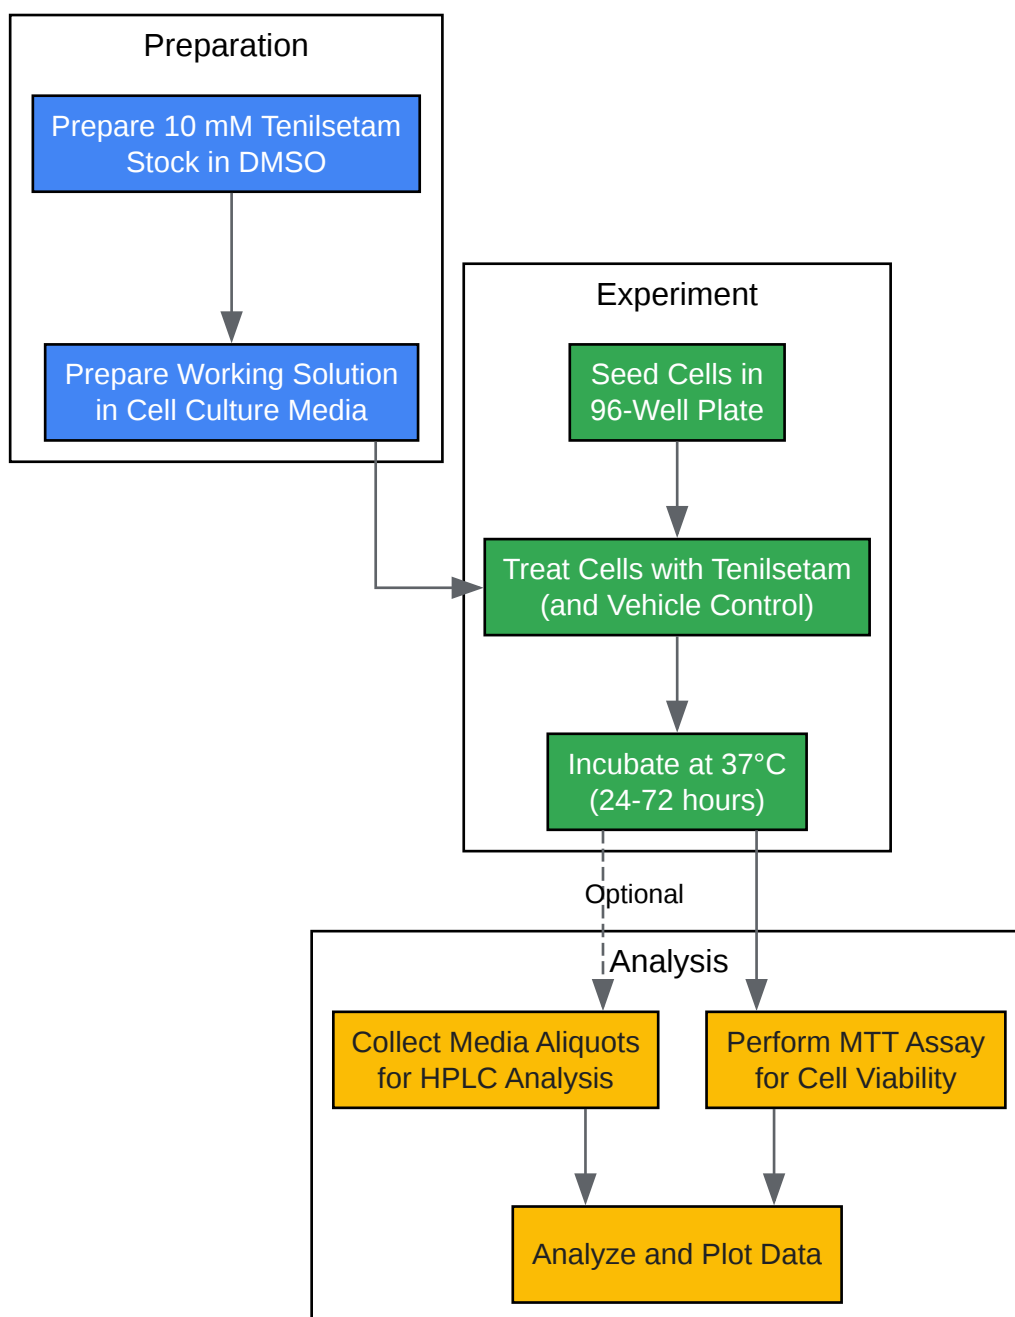 Preparation
Prepare 10 mM Tenilsetam
Stock in DMSO
Prepare Working Solution
in Cell Culture Media
Experiment
Seed Cells in
96-Well Plate
Treat Cells with Tenilsetam
(and Vehicle Control)
Incubate at 37°C
(24-72 hours)
Optional
Analysis
Collect Media Aliquots
for HPLC Analysis
Perform MTT Assay
for Cell Viability
Analyze and Plot Data